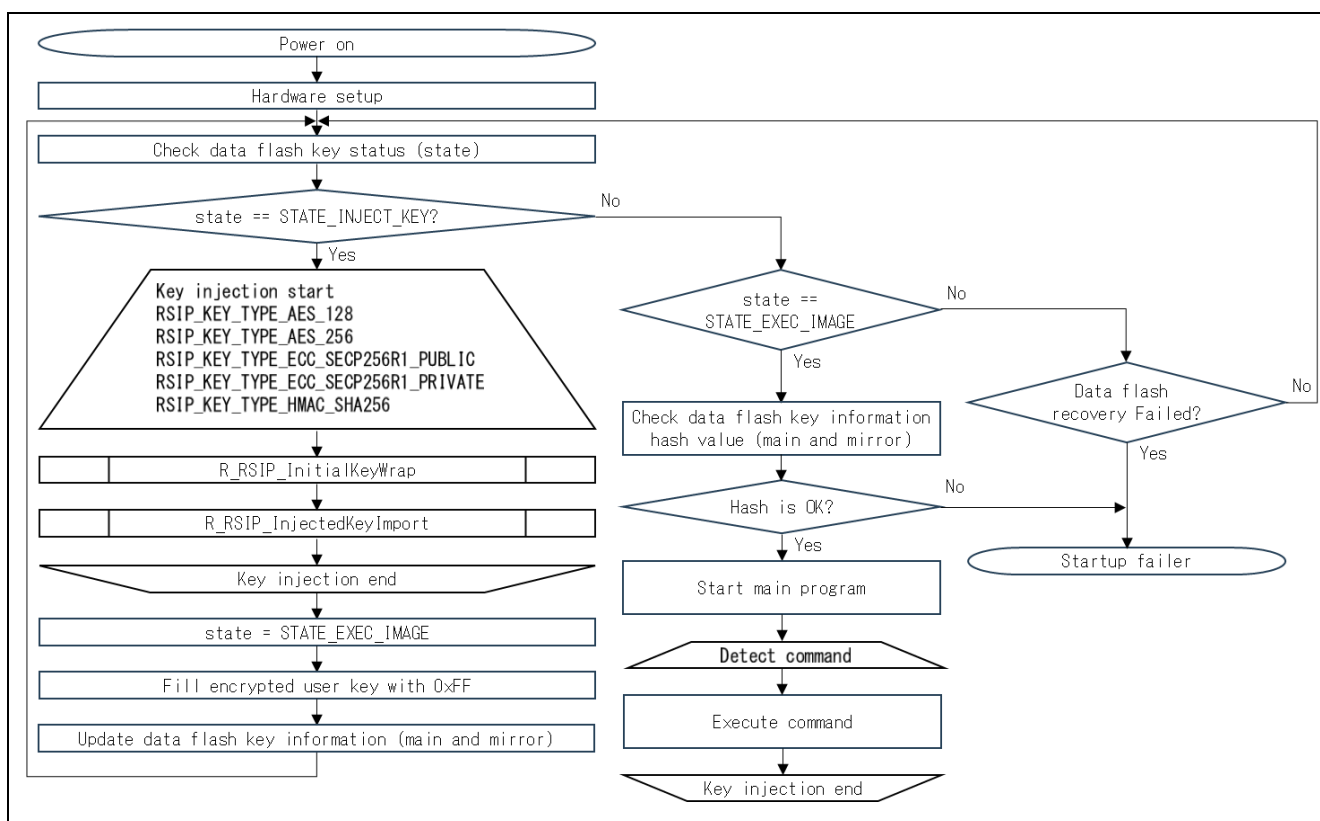 Power on
Hardware setup
Check data flash key status (state)
state == STATE_INJECT_KEY?
No
Yes
Key injection start
RSIP_KEY_TYPE_AES_128
RSIP_KEY_TYPE_AES_256
RSIP_KEY_TYPE_ECC_SECP256R1_PUBLIC
RSIP_KEY_TYPE_ECC_SECP256R1_PRIVATE
RSIP_KEY_TYPE_HMAC_SHA256
R_RSIP_InitialKeyWrap
R_RSIP_InjectedKeyImport
Key injection end
state = STATE_EXEC_IMAGE
Fill encrypted user key with 0xFF
Update data flash key information (main and mirror)
state ==
STATE_EXEC_IMAGE
No
Yes
Check data flash key information
hash value (main and mirror)
Hash is OK?
No
Yes
Start main program
Detect command
Execute command
Key injection end
Data flash
recovery Failed?
No
Yes
Startup failer